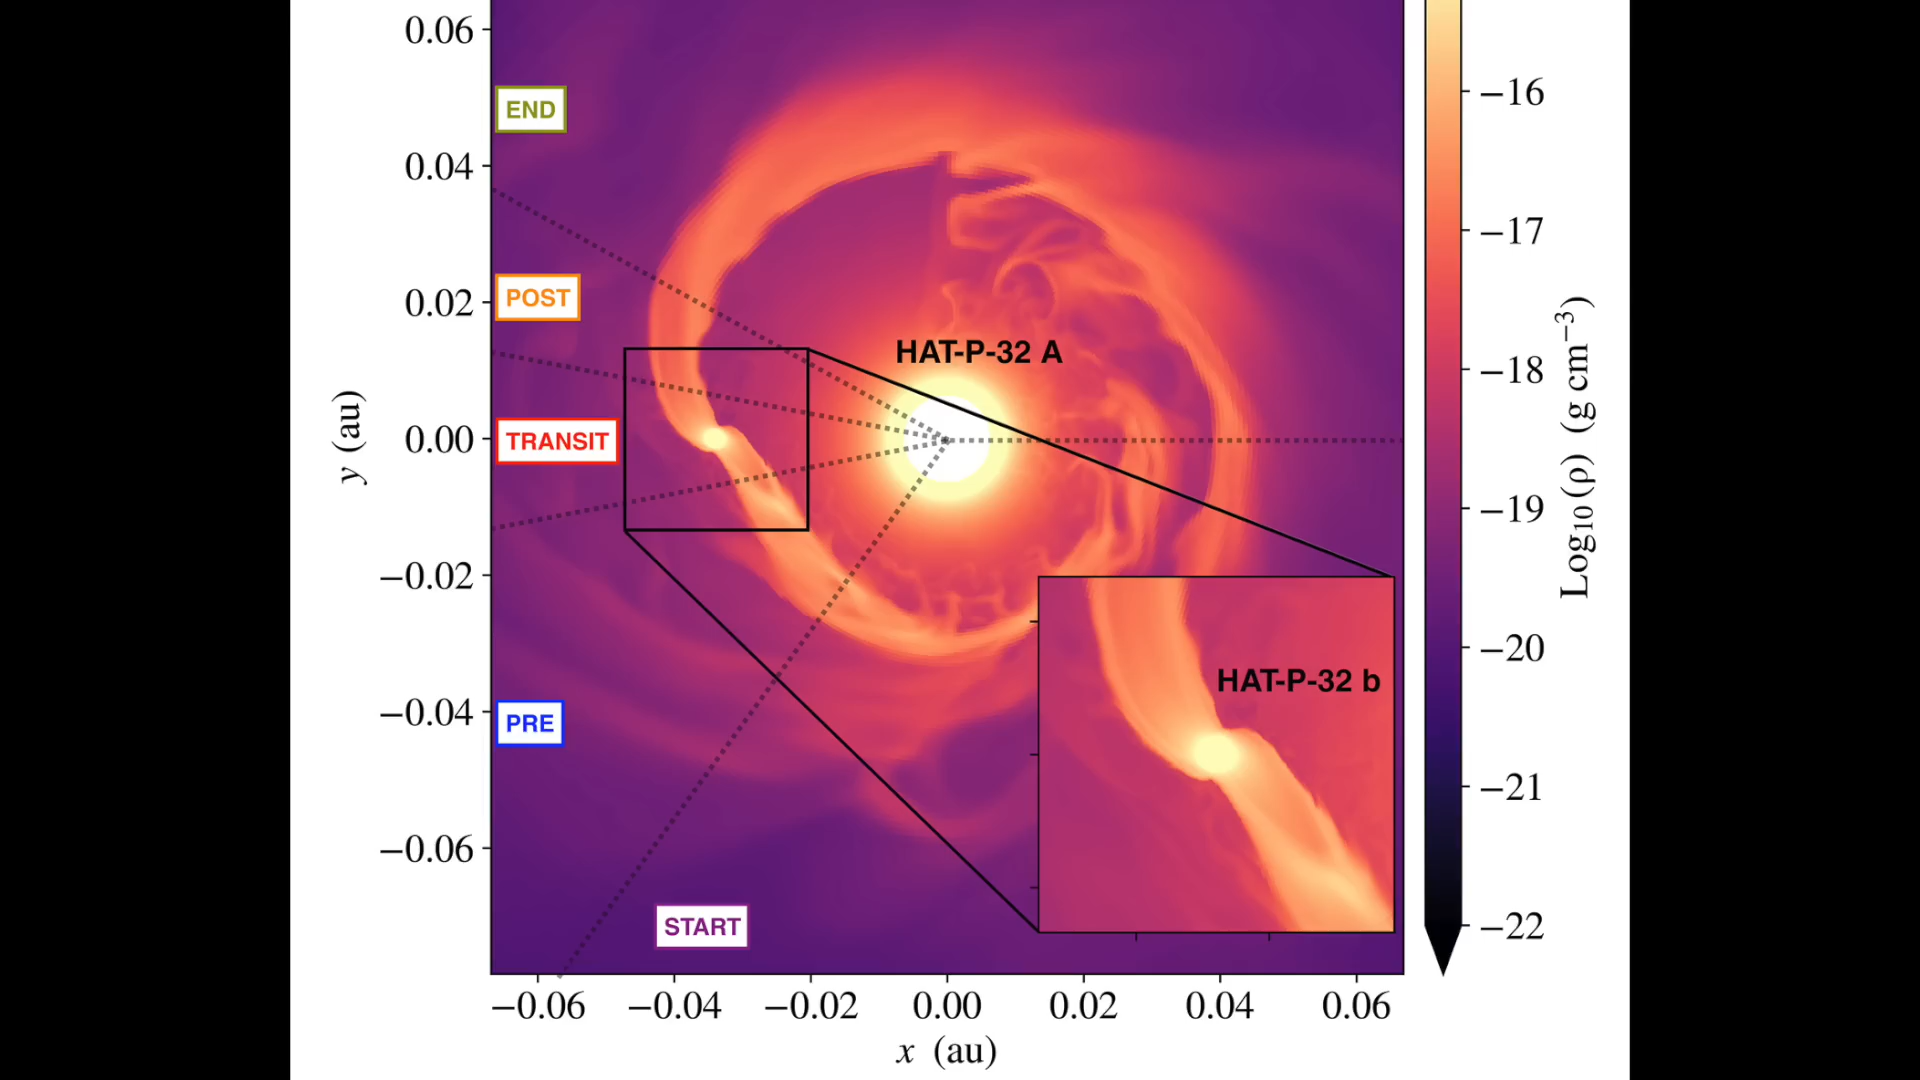 0.06
0.04
0.02
0.00
−0.02
−0.04
−0.06
y (au)
END
POST
TRANSIT
PRE
START
HAT-P-32 A
HAT-P-32 b
−0.06 −0.04 −0.02 0.00 0.02 0.04 0.06
x (au)
−16
−17
−18
−19
−20
−21
−22
Log₁₀(ρ) (g cm⁻³)